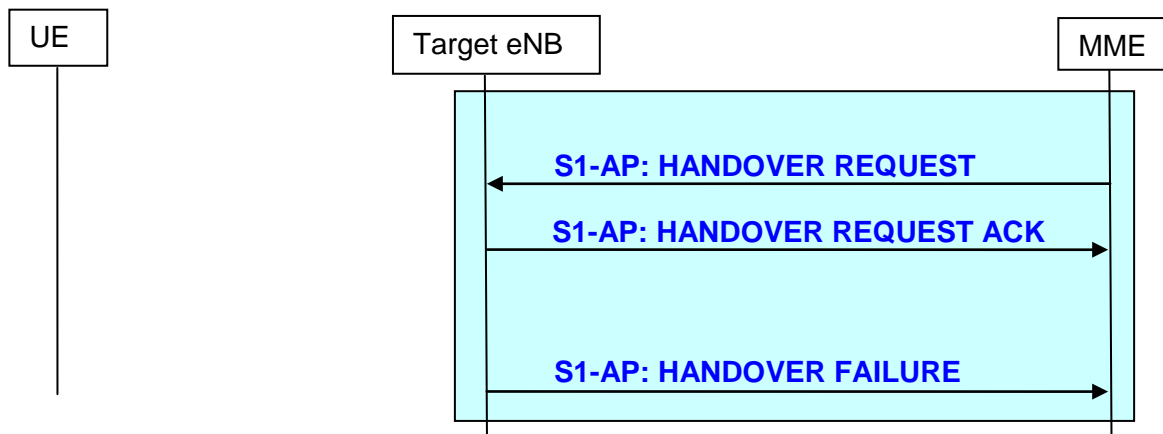 UE
Target eNB
MME
S1-AP: HANDOVER REQUEST
S1-AP: HANDOVER REQUEST ACK
S1-AP: HANDOVER FAILURE